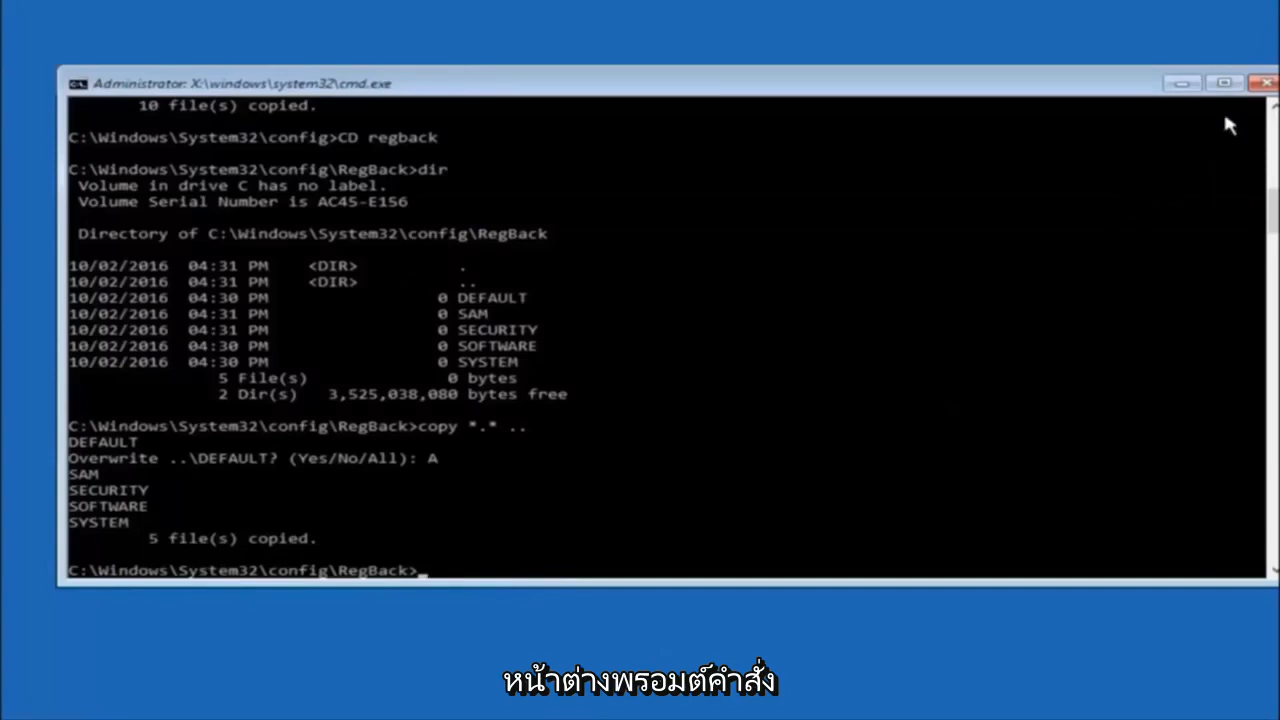 Administrator: X:\windows\system32\cmd.exe
10 file(s) copied.
C:\Windows\System32\config>CD regback
C:\Windows\System32\config\RegBack>dir
Volume in drive C has no label.
Volume Serial Number is AC45-E156
Directory of C:\Windows\System32\config\RegBack
10/02/2016 04:31 PM <DIR> .
10/02/2016 04:31 PM <DIR> ..
10/02/2016 04:30 PM 0 DEFAULT
10/02/2016 04:31 PM 0 SAM
10/02/2016 04:31 PM 0 SECURITY
10/02/2016 04:30 PM 0 SOFTWARE
10/02/2016 04:30 PM 0 SYSTEM
5 File(s) 0 bytes
2 Dir(s) 3,525,038,080 bytes free
C:\Windows\System32\config\RegBack>copy *.* ..
DEFAULT
Overwrite ..\DEFAULT? (Yes/No/All): A
SAM
SECURITY
SOFTWARE
SYSTEM
5 file(s) copied.
C:\Windows\System32\config\RegBack>_
หน้าต่างพรอมต์คำสั่ง